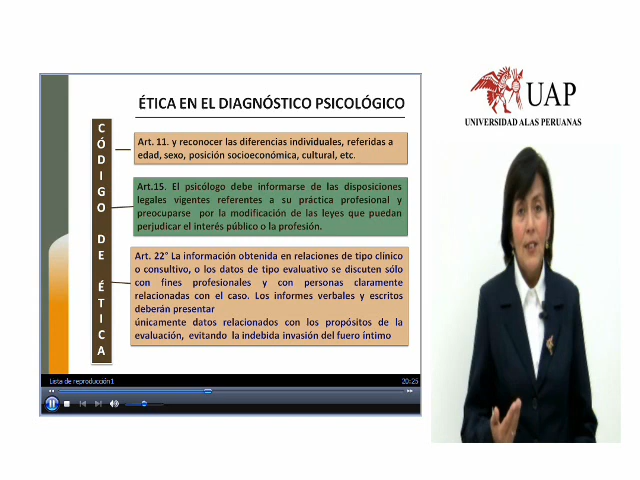 ÉTICA EN EL DIAGNÓSTICO PSICOLÓGICO
CÓDIGO DE ÉTICA
Art. 11. y reconocer las diferencias individuales, referidas a
edad, sexo, posición socioeconómica, cultural, etc.
Art.15. El psicólogo debe informarse de las disposiciones
legales vigentes referentes a su práctica profesional y
preocuparse por la modificación de las leyes que puedan
perjudicar el interés público o la profesión.
Art. 22° La información obtenida en relaciones de tipo clínico
o consultivo, o los datos de tipo evaluativo se discuten sólo
con fines profesionales y con personas claramente
relacionadas con el caso. Los informes verbales y escritos
deberán presentar
únicamente datos relacionados con los propósitos de la
evaluación, evitando la indebida invasión del fuero íntimo
Lista de reproducción1
20:25
UAP
UNIVERSIDAD ALAS PERUANAS